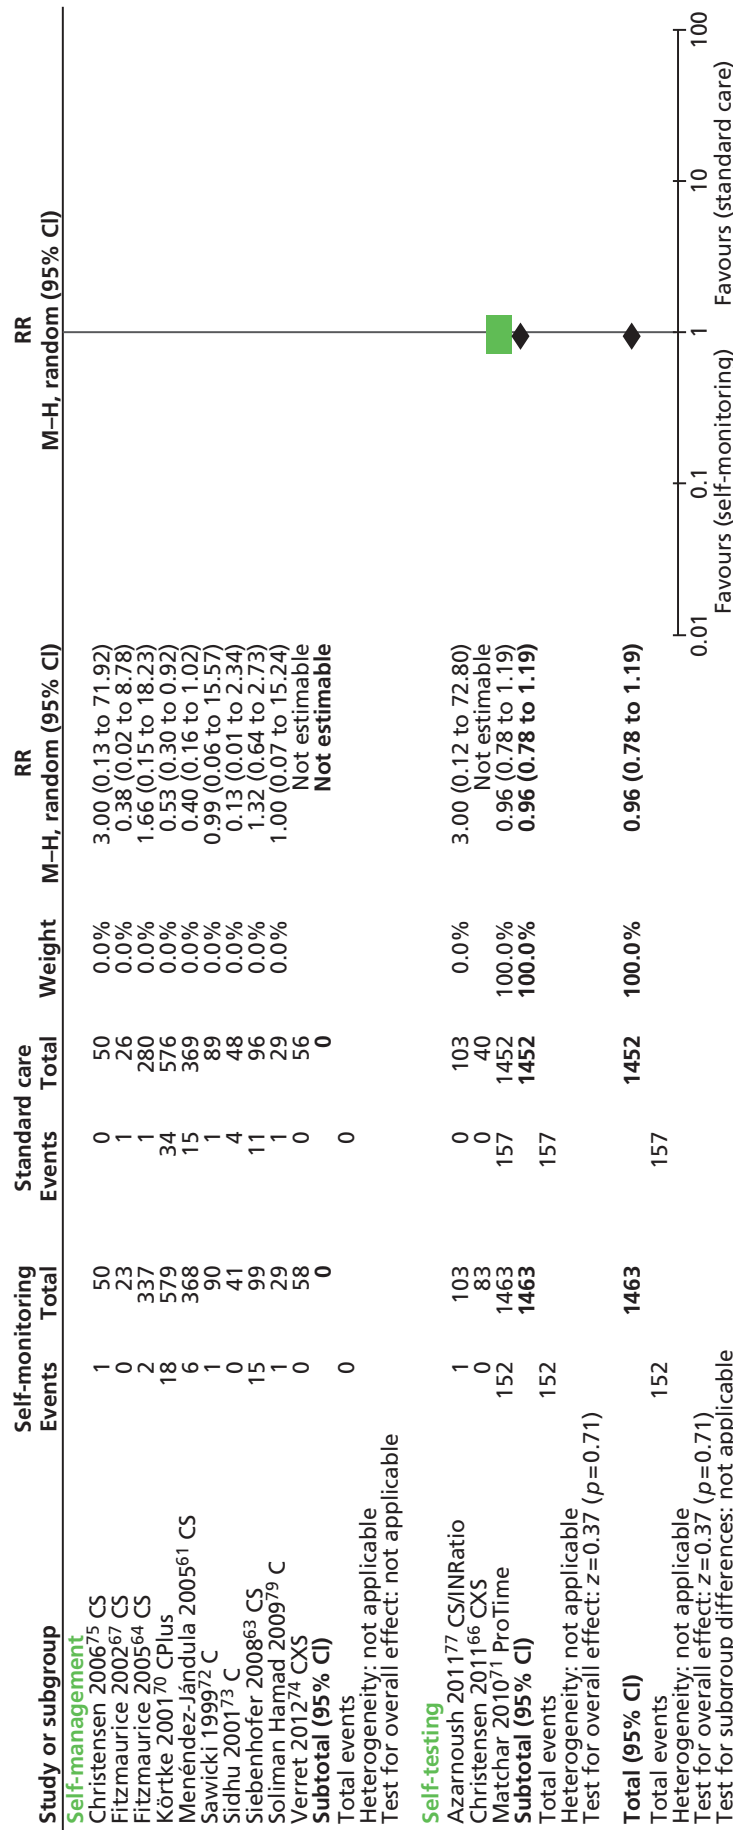 Self-monitoring Standard care RR RR
Study or subgroup Events Total Events Total Weight M–H, random (95% CI) M–H, random (95% CI)
Self-management
Christensen 2006⁷⁵ CS 1 50 0 50 0.0% 3.00 (0.13 to 71.92)
Fitzmaurice 2002⁶⁷ CS 0 23 1 26 0.0% 0.38 (0.02 to 8.78)
Fitzmaurice 2005⁶⁴ CS 2 337 1 280 0.0% 1.66 (0.15 to 18.23)
Körtke 2001⁷⁰ CPlus 18 579 34 576 0.0% 0.53 (0.30 to 0.92)
Menéndez-Jándula 2005⁶¹ CS 6 368 15 369 0.0% 0.40 (0.16 to 1.02)
Sawicki 1999⁷² C 1 90 1 89 0.0% 0.99 (0.06 to 15.57)
Sidhu 2001⁷³ C 0 41 4 48 0.0% 0.13 (0.01 to 2.34)
Siebenhofer 2008⁶³ CS 15 99 11 96 0.0% 1.32 (0.64 to 2.73)
Soliman Hamad 2009⁷⁹ C 1 29 1 29 0.0% 1.00 (0.07 to 15.24)
Verret 2012⁷⁴ CXS 0 58 0 56 Not estimable
Subtotal (95% CI) 0 0 Not estimable
Total events 0 0
Heterogeneity: not applicable
Test for overall effect: not applicable
Self-testing
Azarnoush 2011⁷⁷ CS/INRatio 1 103 0 103 0.0% 3.00 (0.12 to 72.80)
Christensen 2011⁶⁶ CXS 0 83 0 40 Not estimable
Matchar 2010⁷¹ ProTime 152 1463 157 1452 100.0% 0.96 (0.78 to 1.19)
Subtotal (95% CI) 1463 1452 100.0% 0.96 (0.78 to 1.19)
Total events 152 157
Heterogeneity: not applicable
Test for overall effect: z=0.37 (p=0.71)
Total (95% CI) 1463 1452 100.0% 0.96 (0.78 to 1.19)
Total events 152 157
Heterogeneity: not applicable
Test for overall effect: z=0.37 (p=0.71)
Test for subgroup differences: not applicable
0.01 0.1 1 10 100
Favours (self-monitoring) Favours (standard care)